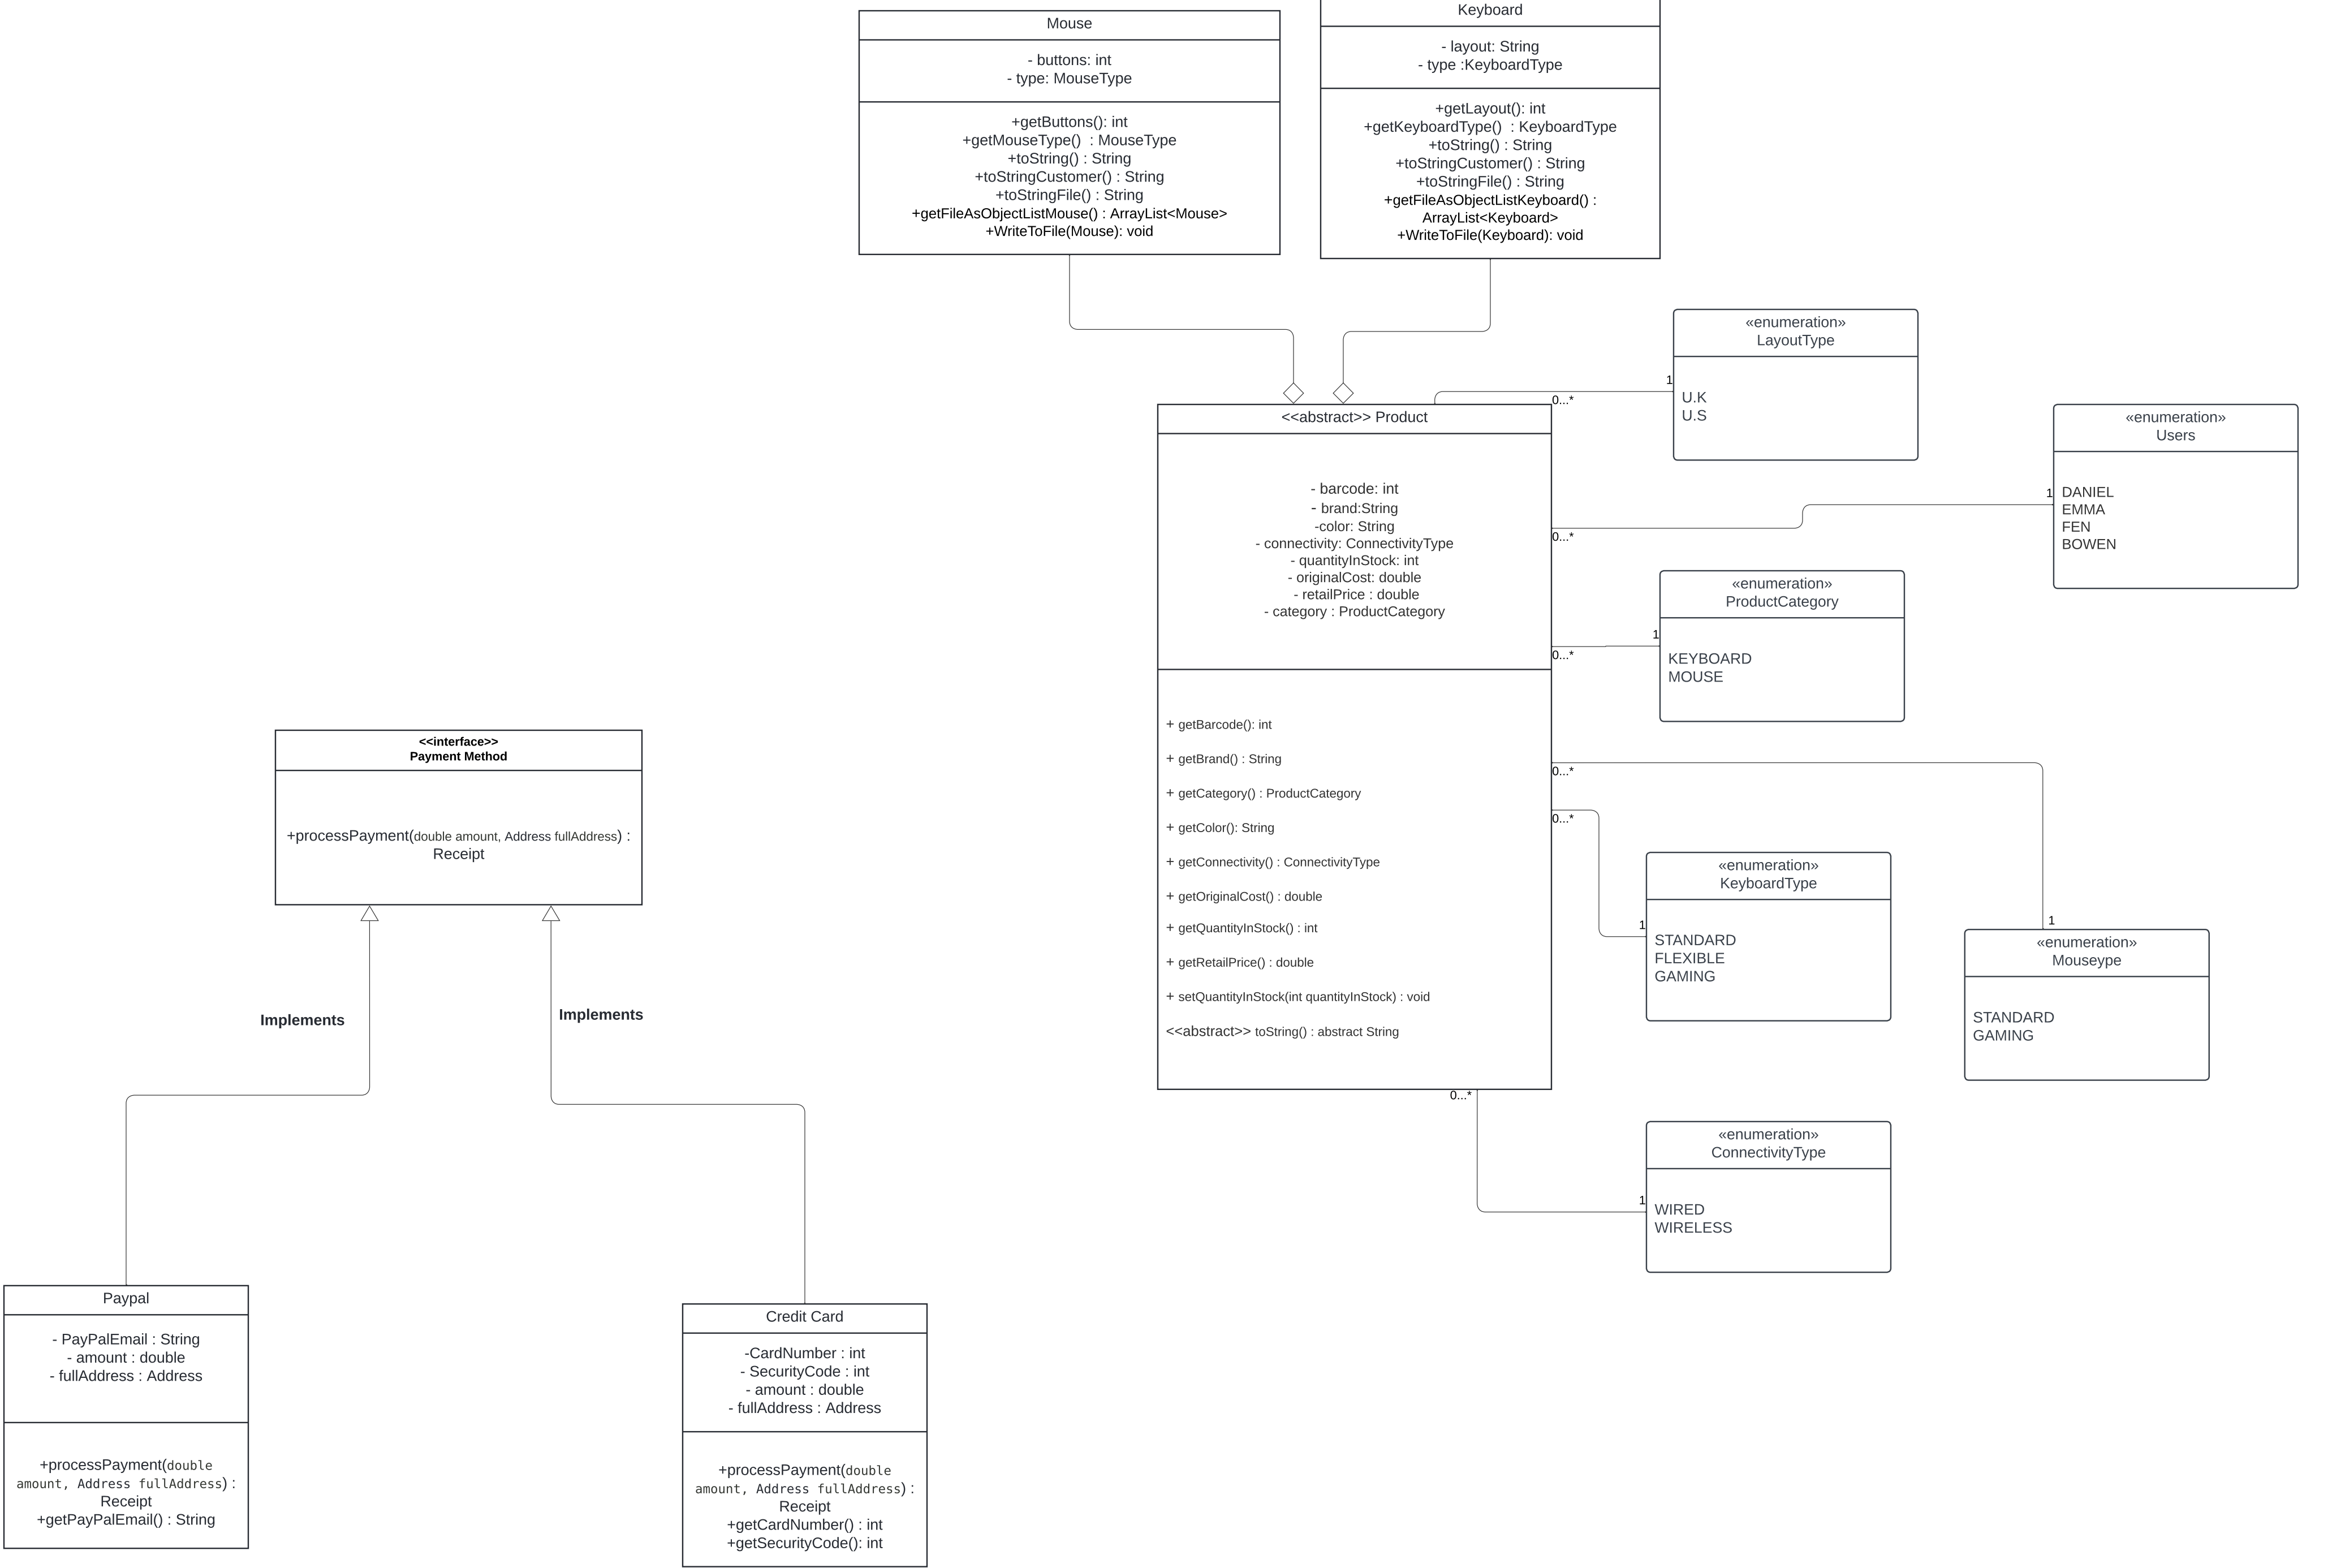 Mouse
- buttons: int
- type: MouseType
+getButtons(): int
+getMouseType()  : MouseType
+toString() : String
+toStringCustomer() : String
+toStringFile() : String
+getFileAsObjectListMouse() : ArrayList<Mouse>
+WriteToFile(Mouse): void
Keyboard
- layout: String
- type :KeyboardType
+getLayout(): int
+getKeyboardType()  : KeyboardType
+toString() : String
+toStringCustomer() : String
+toStringFile() : String
+getFileAsObjectListKeyboard() :
ArrayList<Keyboard>
+WriteToFile(Keyboard): void
«enumeration»
LayoutType
U.K
U.S
1
0...*
<<abstract>> Product
- barcode: int
- brand:String
-color: String
- connectivity: ConnectivityType
- quantityInStock: int
- originalCost: double
- retailPrice : double
- category : ProductCategory
+ getBarcode(): int
+ getBrand() : String
+ getCategory() : ProductCategory
+ getColor(): String
+ getConnectivity() : ConnectivityType
+ getOriginalCost() : double
+ getQuantityInStock() : int
+ getRetailPrice() : double
+ setQuantityInStock(int quantityInStock) : void
<<abstract>> toString() : abstract String
«enumeration»
Users
DANIEL
EMMA
FEN
BOWEN
1
0...*
«enumeration»
ProductCategory
KEYBOARD
MOUSE
1
0...*
0...*
0...*
«enumeration»
KeyboardType
STANDARD
FLEXIBLE
GAMING
1
1
«enumeration»
Mouseype
STANDARD
GAMING
0...*
«enumeration»
ConnectivityType
WIRED
WIRELESS
1
<<interface>>
Payment Method
+processPayment(double amount, Address fullAddress) :
Receipt
Implements
Implements
Paypal
- PayPalEmail : String
- amount : double
- fullAddress : Address
+processPayment(double
amount, Address fullAddress) :
Receipt
+getPayPalEmail() : String
Credit Card
-CardNumber : int
- SecurityCode : int
- amount : double
- fullAddress : Address
+processPayment(double
amount, Address fullAddress) :
Receipt
+getCardNumber() : int
+getSecurityCode(): int